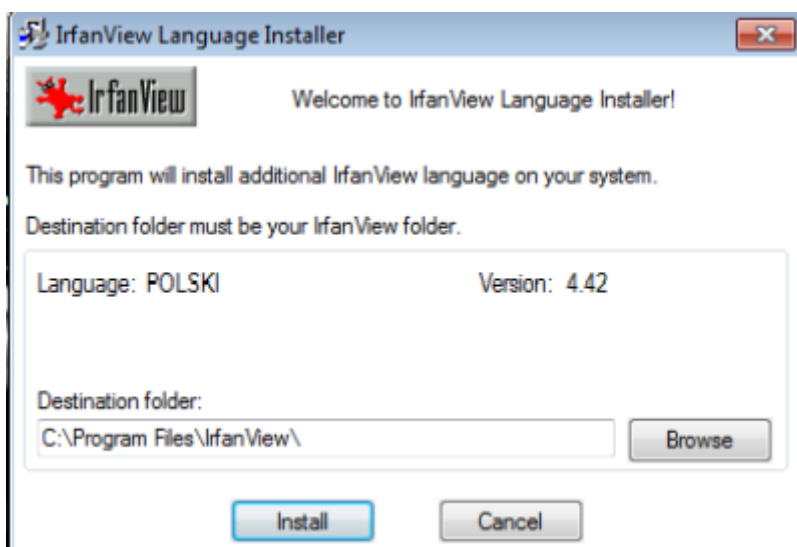 IrfanView Language Installer
IrfanView
Welcome to IrfanView Language Installer!
This program will install additional IrfanView language on your system.
Destination folder must be your IrfanView folder.
Language: POLSKI Version: 4.42
Destination folder:
C:\Program Files\IrfanView\ Browse
Install Cancel